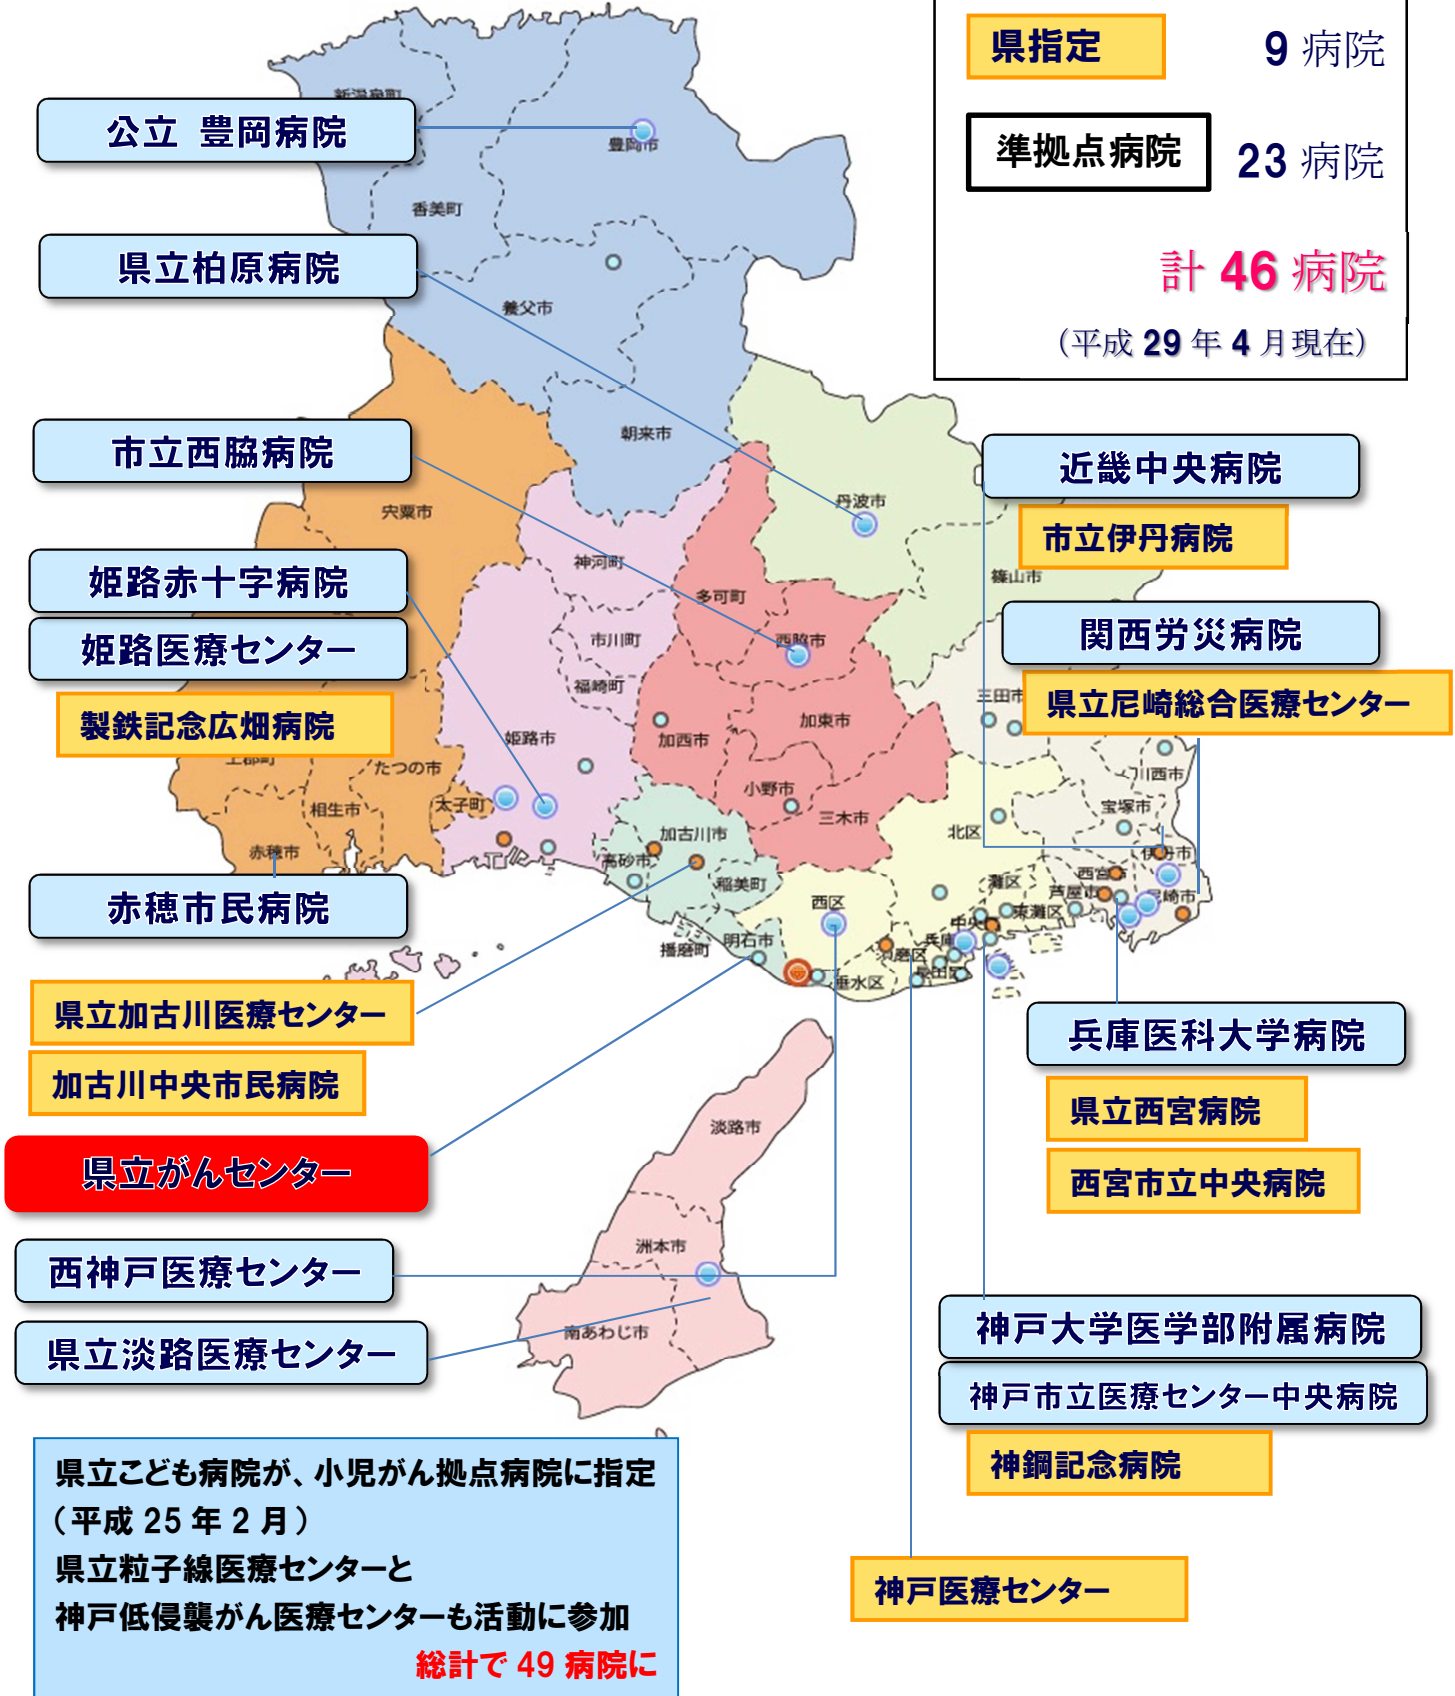 県指定 9 病院
準拠点病院 23 病院
計 46 病院
（平成 29 年 4 月現在）
公立 豊岡病院
県立柏原病院
市立西脇病院
姫路赤十字病院
姫路医療センター
製鉄記念広畑病院
赤穂市民病院
県立加古川医療センター
加古川中央市民病院
県立がんセンター
西神戸医療センター
県立淡路医療センター
近畿中央病院
市立伊丹病院
関西労災病院
県立尼崎総合医療センター
兵庫医科大学病院
県立西宮病院
西宮市立中央病院
神戸大学医学部附属病院
神戸市立医療センター中央病院
神鋼記念病院
神戸医療センター
新温泉町
豊岡市
香美町
養父市
朝来市
宍粟市
神河町
丹波市
篠山市
多可町
市川町
西脇市
福崎町
三田市
加東市
加西市
姫路市
上郡町
たつの市
太子町
相生市
赤穂市
小野市
三木市
川西市
宝塚市
北区
加古川市
高砂市
稲美町
伊丹市
西宮市
芦屋市
尼崎市
灘区
東灘区
西区
中央
兵庫
須磨区
長田区
垂水区
明石市
播磨町
淡路市
洲本市
南あわじ市
県立こども病院が、小児がん拠点病院に指定
（平成 25 年 2 月）
県立粒子線医療センターと
神戸低侵襲がん医療センターも活動に参加
総計で 49 病院に